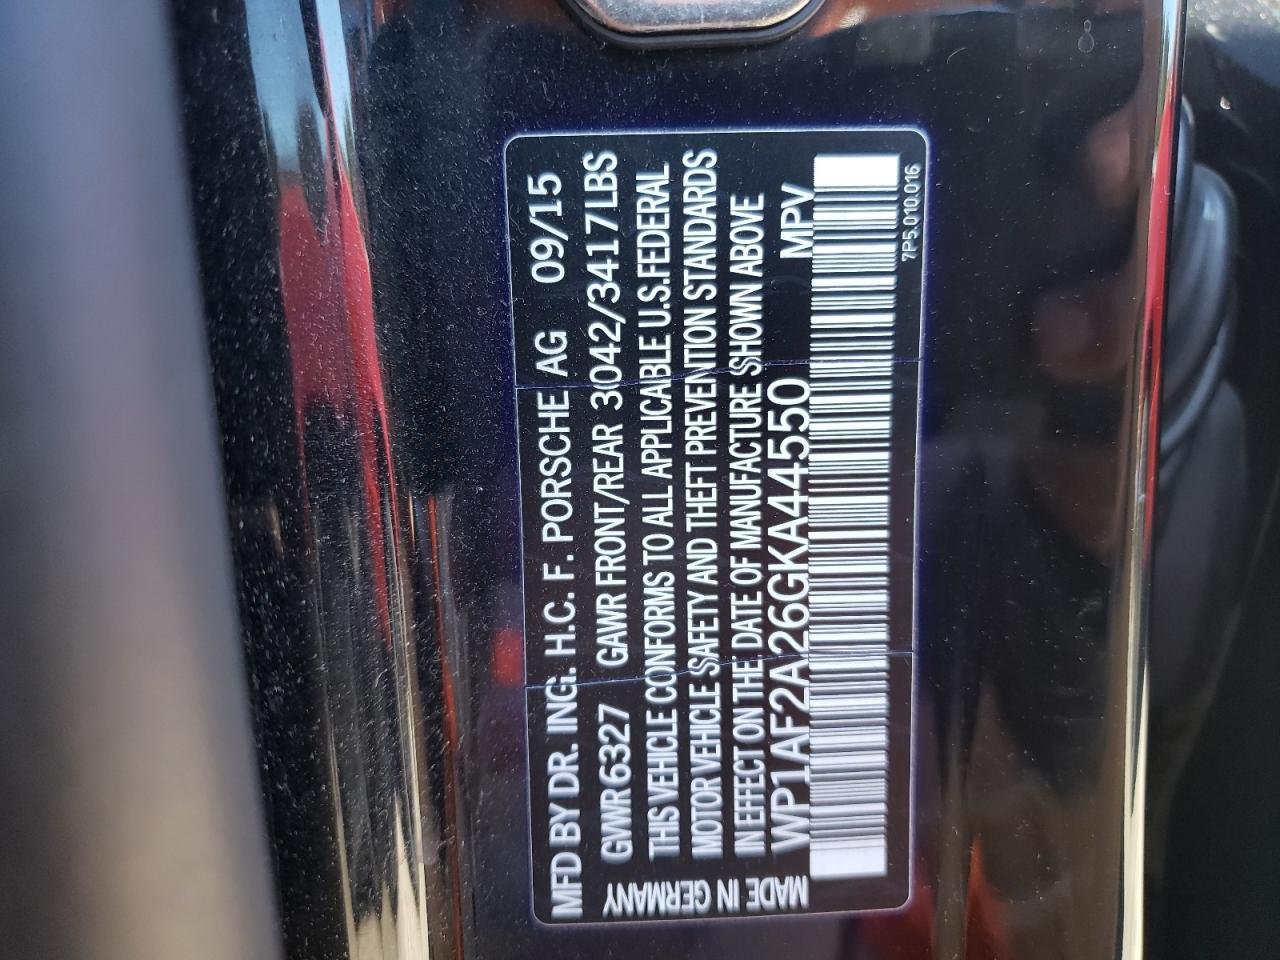 MFD BY DR. ING. H.C. F. PORSCHE AG 09/15
GVWR6327 GAWR FRONT/REAR 3042/3417LBS
THIS VEHICLE CONFORMS TO ALL APPLICABLE U.S.FEDERAL
MOTOR VEHICLE SAFETY AND THEFT PREVENTION STANDARDS
IN EFFECT ON THE DATE OF MANUFACTURE SHOWN ABOVE
WP1AF2A26GKA44550 MPV
MADE IN GERMANY
7P5.010.016